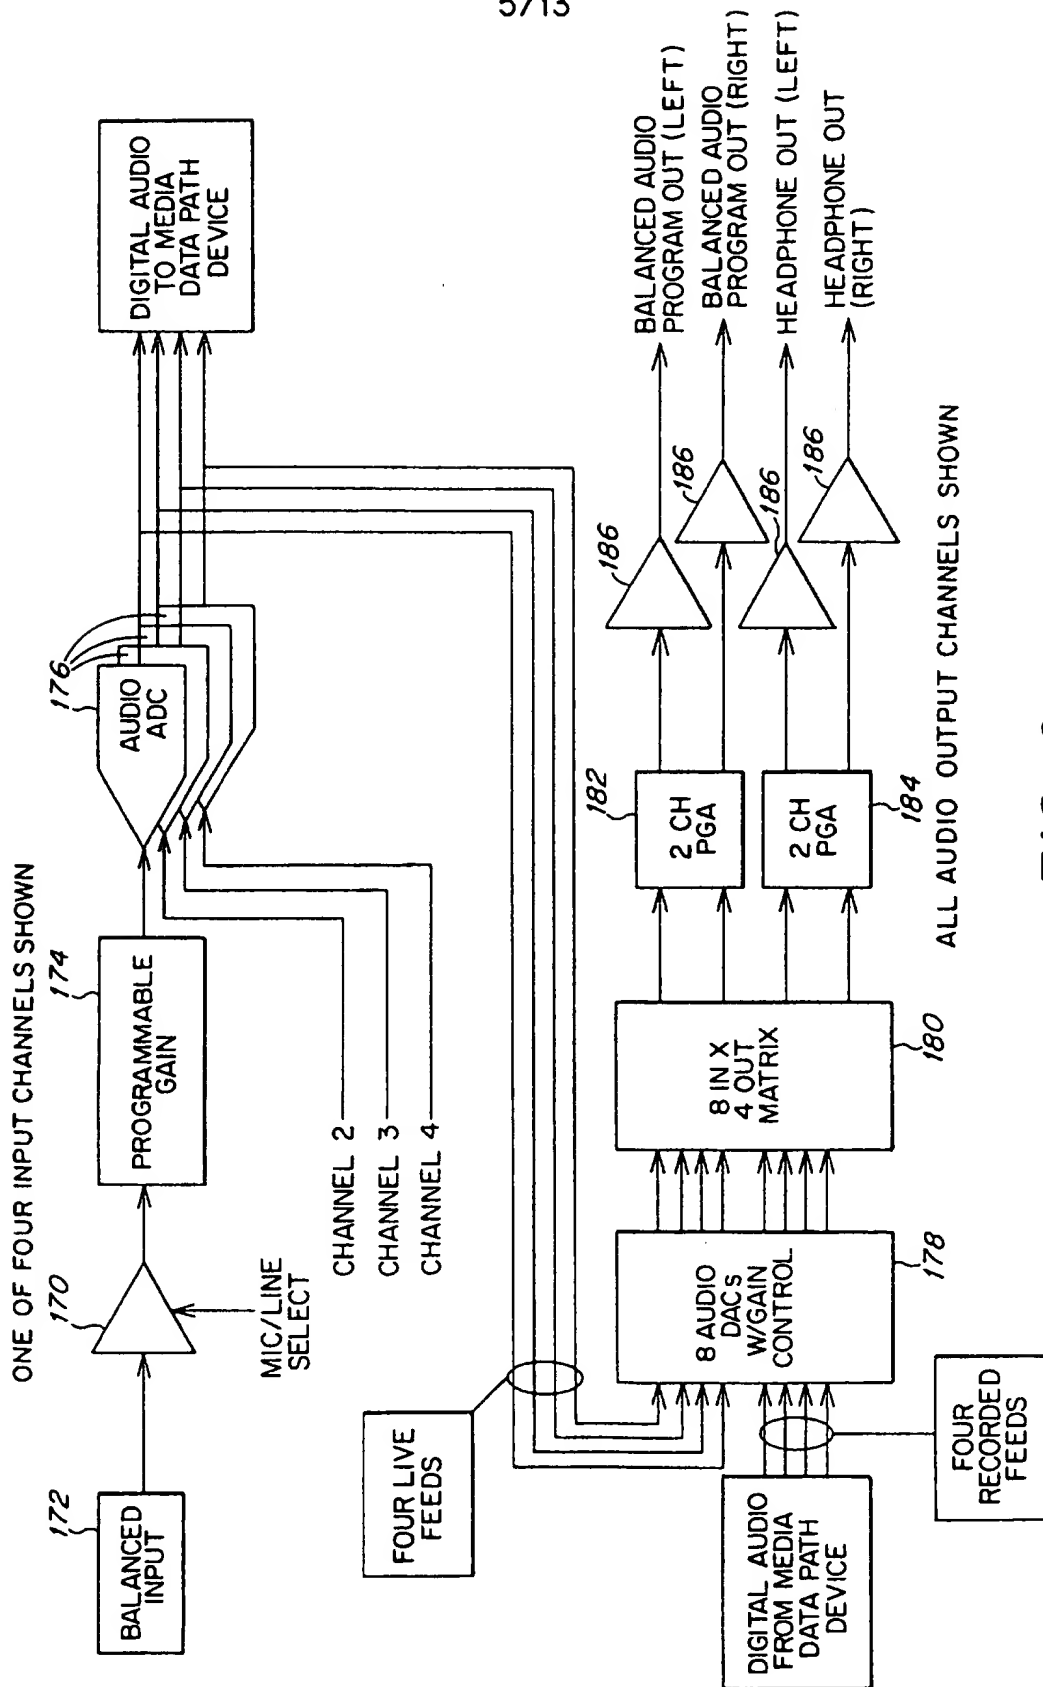 5/13
ONE OF FOUR INPUT CHANNELS SHOWN
172
BALANCED
INPUT
170
MIC/LINE
SELECT
174
PROGRAMMABLE
GAIN
176
AUDIO
ADC
DIGITAL AUDIO
TO MEDIA
DATA PATH
DEVICE
CHANNEL 2
CHANNEL 3
CHANNEL 4
FOUR LIVE
FEEDS
DIGITAL AUDIO
FROM MEDIA
DATA PATH
DEVICE
FOUR
RECORDED
FEEDS
8 AUDIO
DACs
W/GAIN
CONTROL
178
8 IN X
4 OUT
MATRIX
180
182
2 CH
PGA
2 CH
PGA
184
186
186
186
186
BALANCED AUDIO
PROGRAM OUT (LEFT)
BALANCED AUDIO
PROGRAM OUT (RIGHT)
HEADPHONE OUT (LEFT)
HEADPHONE OUT
(RIGHT)
ALL AUDIO OUTPUT CHANNELS SHOWN